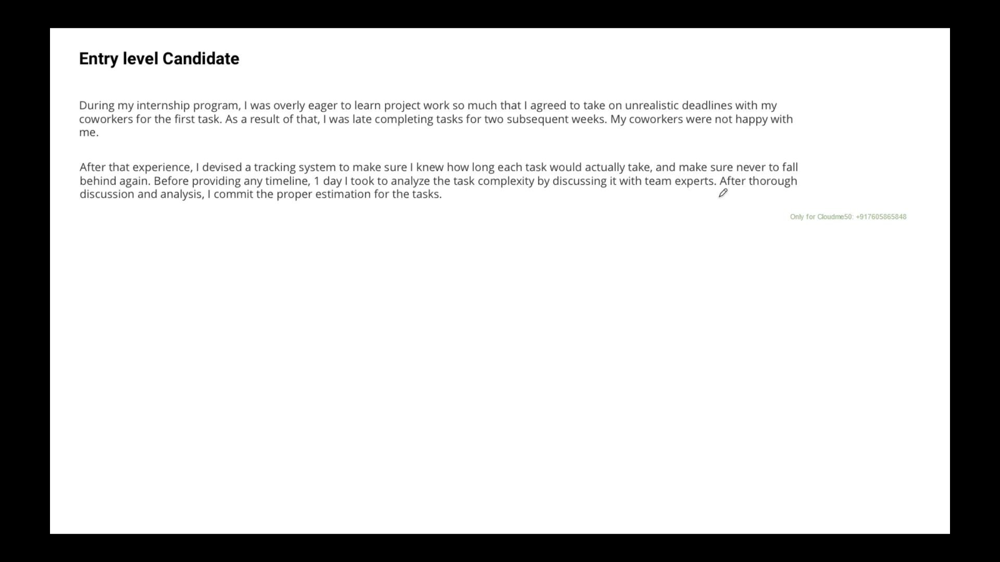 Entry level Candidate
During my internship program, I was overly eager to learn project work so much that I agreed to take on unrealistic deadlines with my
coworkers for the first task. As a result of that, I was late completing tasks for two subsequent weeks. My coworkers were not happy with
me.
After that experience, I devised a tracking system to make sure I knew how long each task would actually take, and make sure never to fall
behind again. Before providing any timeline, 1 day I took to analyze the task complexity by discussing it with team experts. After thorough
discussion and analysis, I commit the proper estimation for the tasks.
Only for Cloudme50: +917605865848